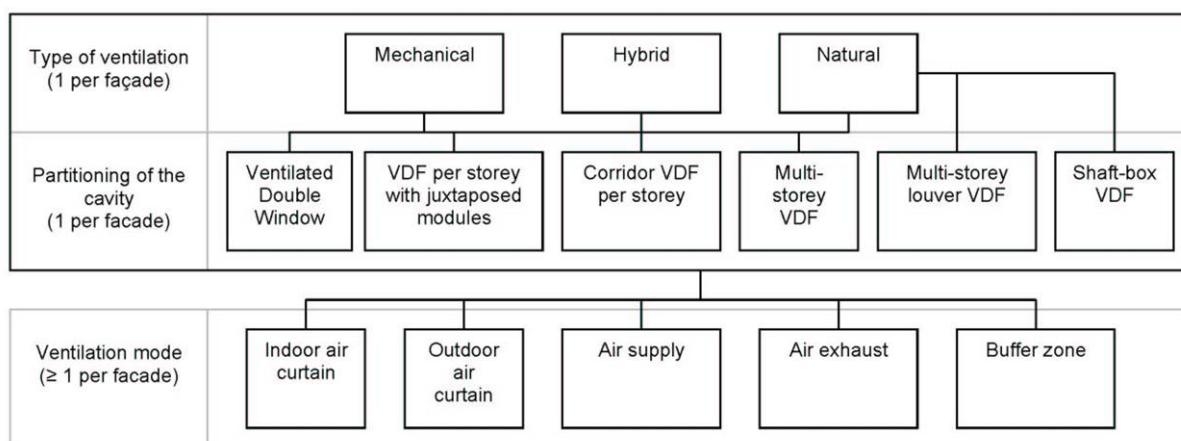 Type of ventilation
(1 per façade)
Mechanical
Hybrid
Natural
Partitioning of the
cavity
(1 per facade)
Ventilated
Double
Window
VDF per storey
with juxtaposed
modules
Corridor VDF
per storey
Multi-
storey
VDF
Multi-storey
louver VDF
Shaft-box
VDF
Ventilation mode
(≥ 1 per facade)
Indoor air
curtain
Outdoor
air
curtain
Air supply
Air exhaust
Buffer zone